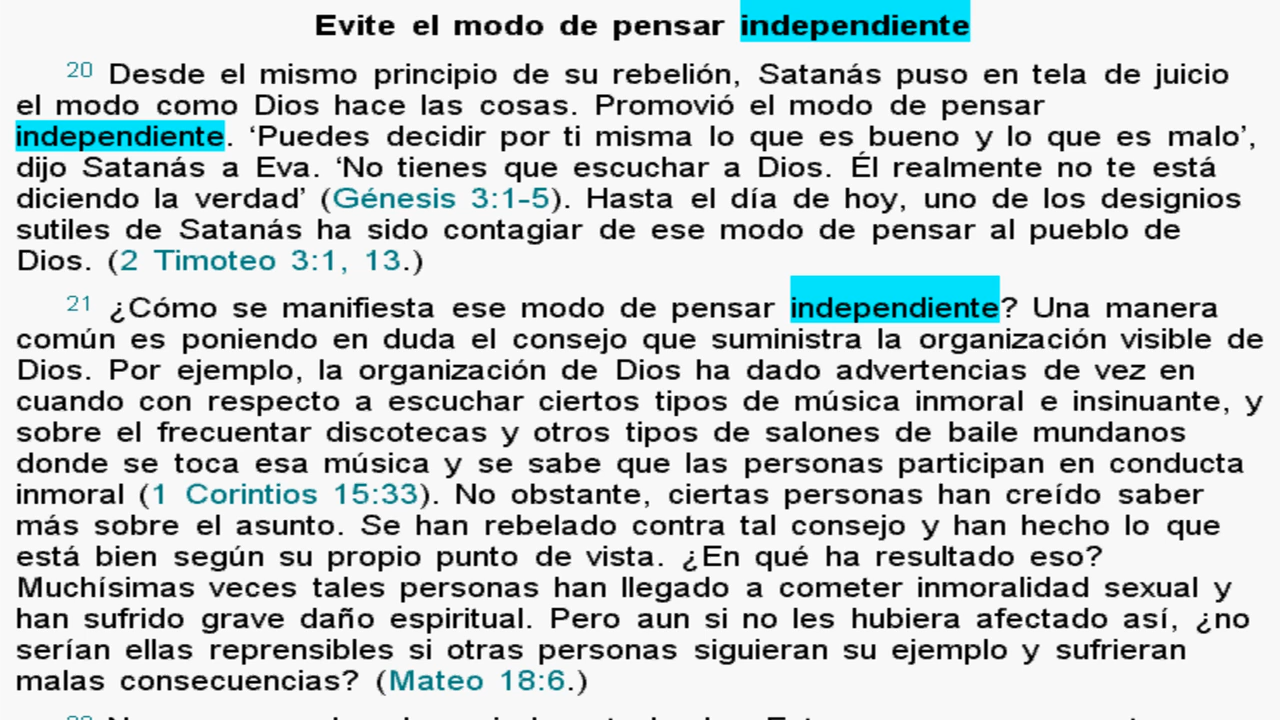 Evite el modo de pensar independiente
20 Desde el mismo principio de su rebelión, Satanás puso en tela de juicio
el modo como Dios hace las cosas. Promovió el modo de pensar
independiente. ‘Puedes decidir por ti misma lo que es bueno y lo que es malo’,
dijo Satanás a Eva. ‘No tienes que escuchar a Dios. Él realmente no te está
diciendo la verdad’ (Génesis 3:1-5). Hasta el día de hoy, uno de los designios
sutiles de Satanás ha sido contagiar de ese modo de pensar al pueblo de
Dios. (2 Timoteo 3:1, 13.)
21 ¿Cómo se manifiesta ese modo de pensar independiente? Una manera
común es poniendo en duda el consejo que suministra la organización visible de
Dios. Por ejemplo, la organización de Dios ha dado advertencias de vez en
cuando con respecto a escuchar ciertos tipos de música inmoral e insinuante, y
sobre el frecuentar discotecas y otros tipos de salones de baile mundanos
donde se toca esa música y se sabe que las personas participan en conducta
inmoral (1 Corintios 15:33). No obstante, ciertas personas han creído saber
más sobre el asunto. Se han rebelado contra tal consejo y han hecho lo que
está bien según su propio punto de vista. ¿En qué ha resultado eso?
Muchísimas veces tales personas han llegado a cometer inmoralidad sexual y
han sufrido grave daño espiritual. Pero aun si no les hubiera afectado así, ¿no
serían ellas reprensibles si otras personas siguieran su ejemplo y sufrieran
malas consecuencias? (Mateo 18:6.)